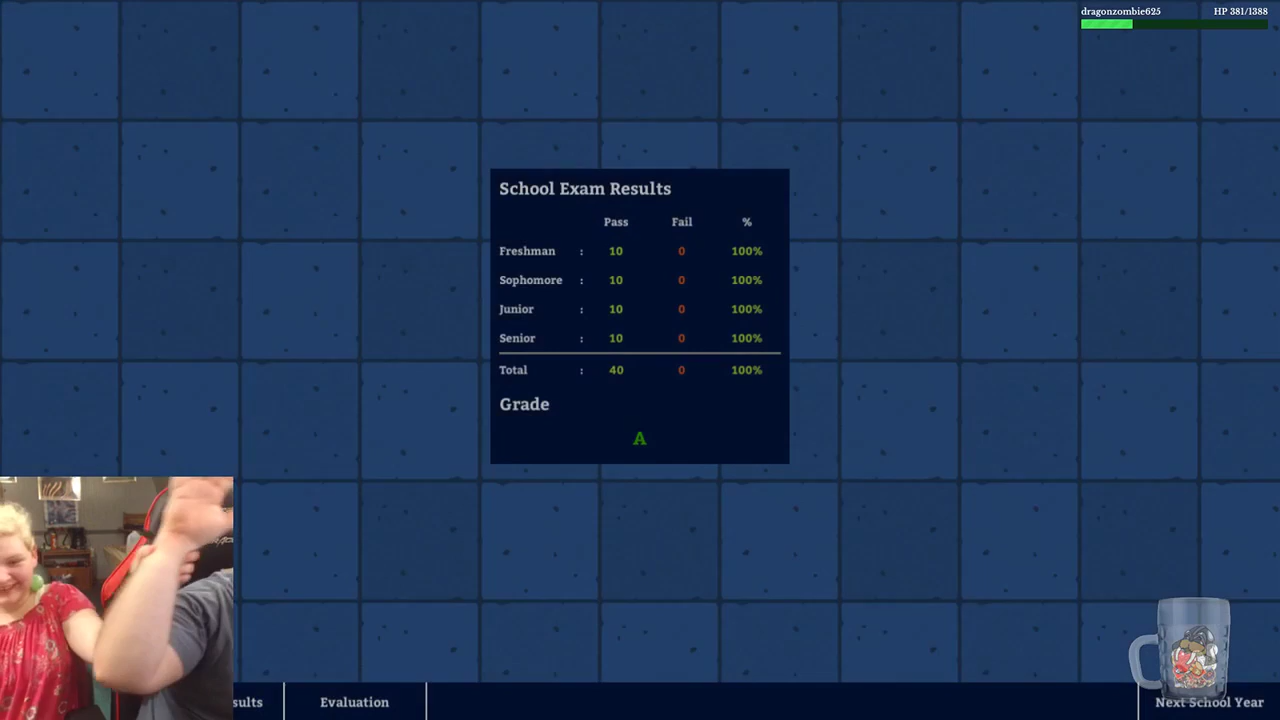 dragonzombie625 HP 381/1388
School Exam Results
Pass Fail %
Freshman : 10 0 100%
Sophomore : 10 0 100%
Junior : 10 0 100%
Senior : 10 0 100%
Total : 40 0 100%
Grade
A
sults Evaluation Next School Year